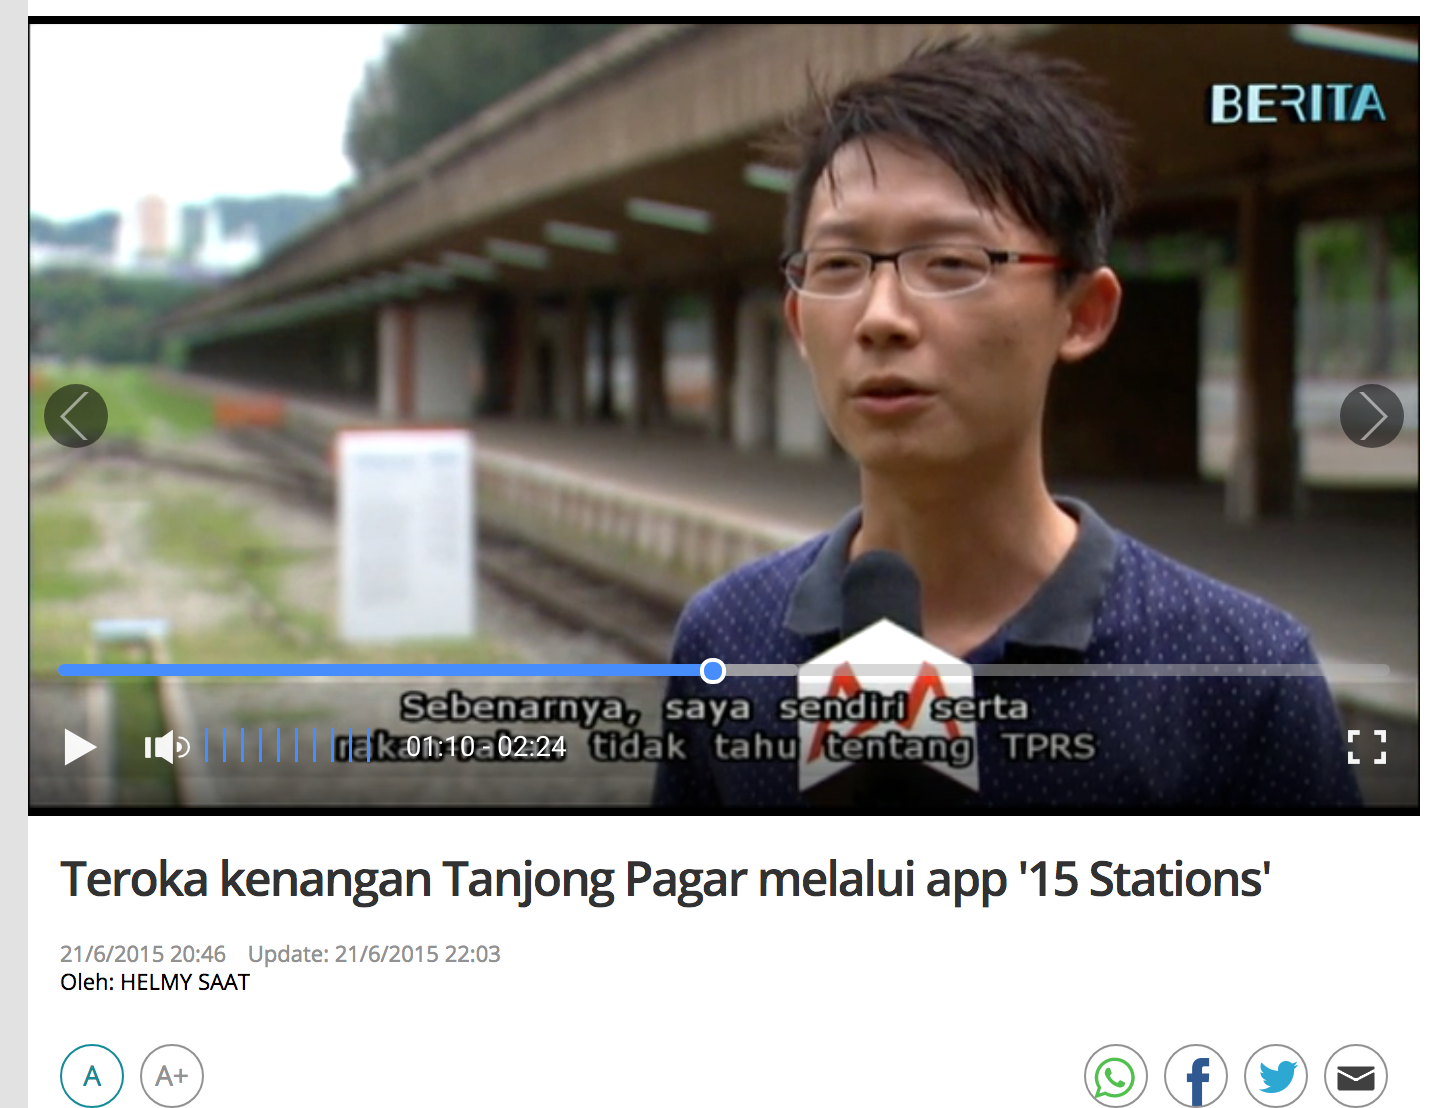 BERITA
Sebenarnya, saya sendiri serta
tidak tahu tentang TPRS
01:10 - 02:24
Teroka kenangan Tanjong Pagar melalui app '15 Stations'
21/6/2015 20:46 Update: 21/6/2015 22:03
Oleh: HELMY SAAT
A A+